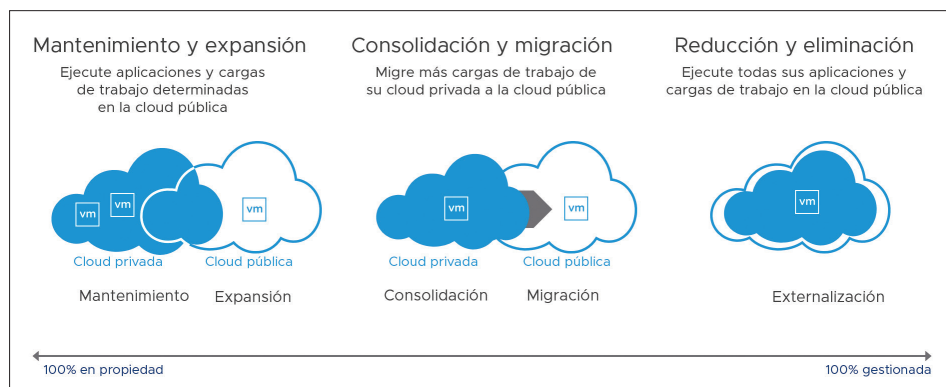 Mantenimiento y expansión
Ejecute aplicaciones y cargas
de trabajo determinadas
en la cloud pública
vm
vm
vm
Cloud privada
Cloud pública
Mantenimiento
Expansión
Consolidación y migración
Migre más cargas de trabajo de
su cloud privada a la cloud pública
vm
vm
Cloud privada
Cloud pública
Consolidación
Migración
Reducción y eliminación
Ejecute todas sus aplicaciones y
cargas de trabajo en la cloud pública
vm
Externalización
100% en propiedad
100% gestionada